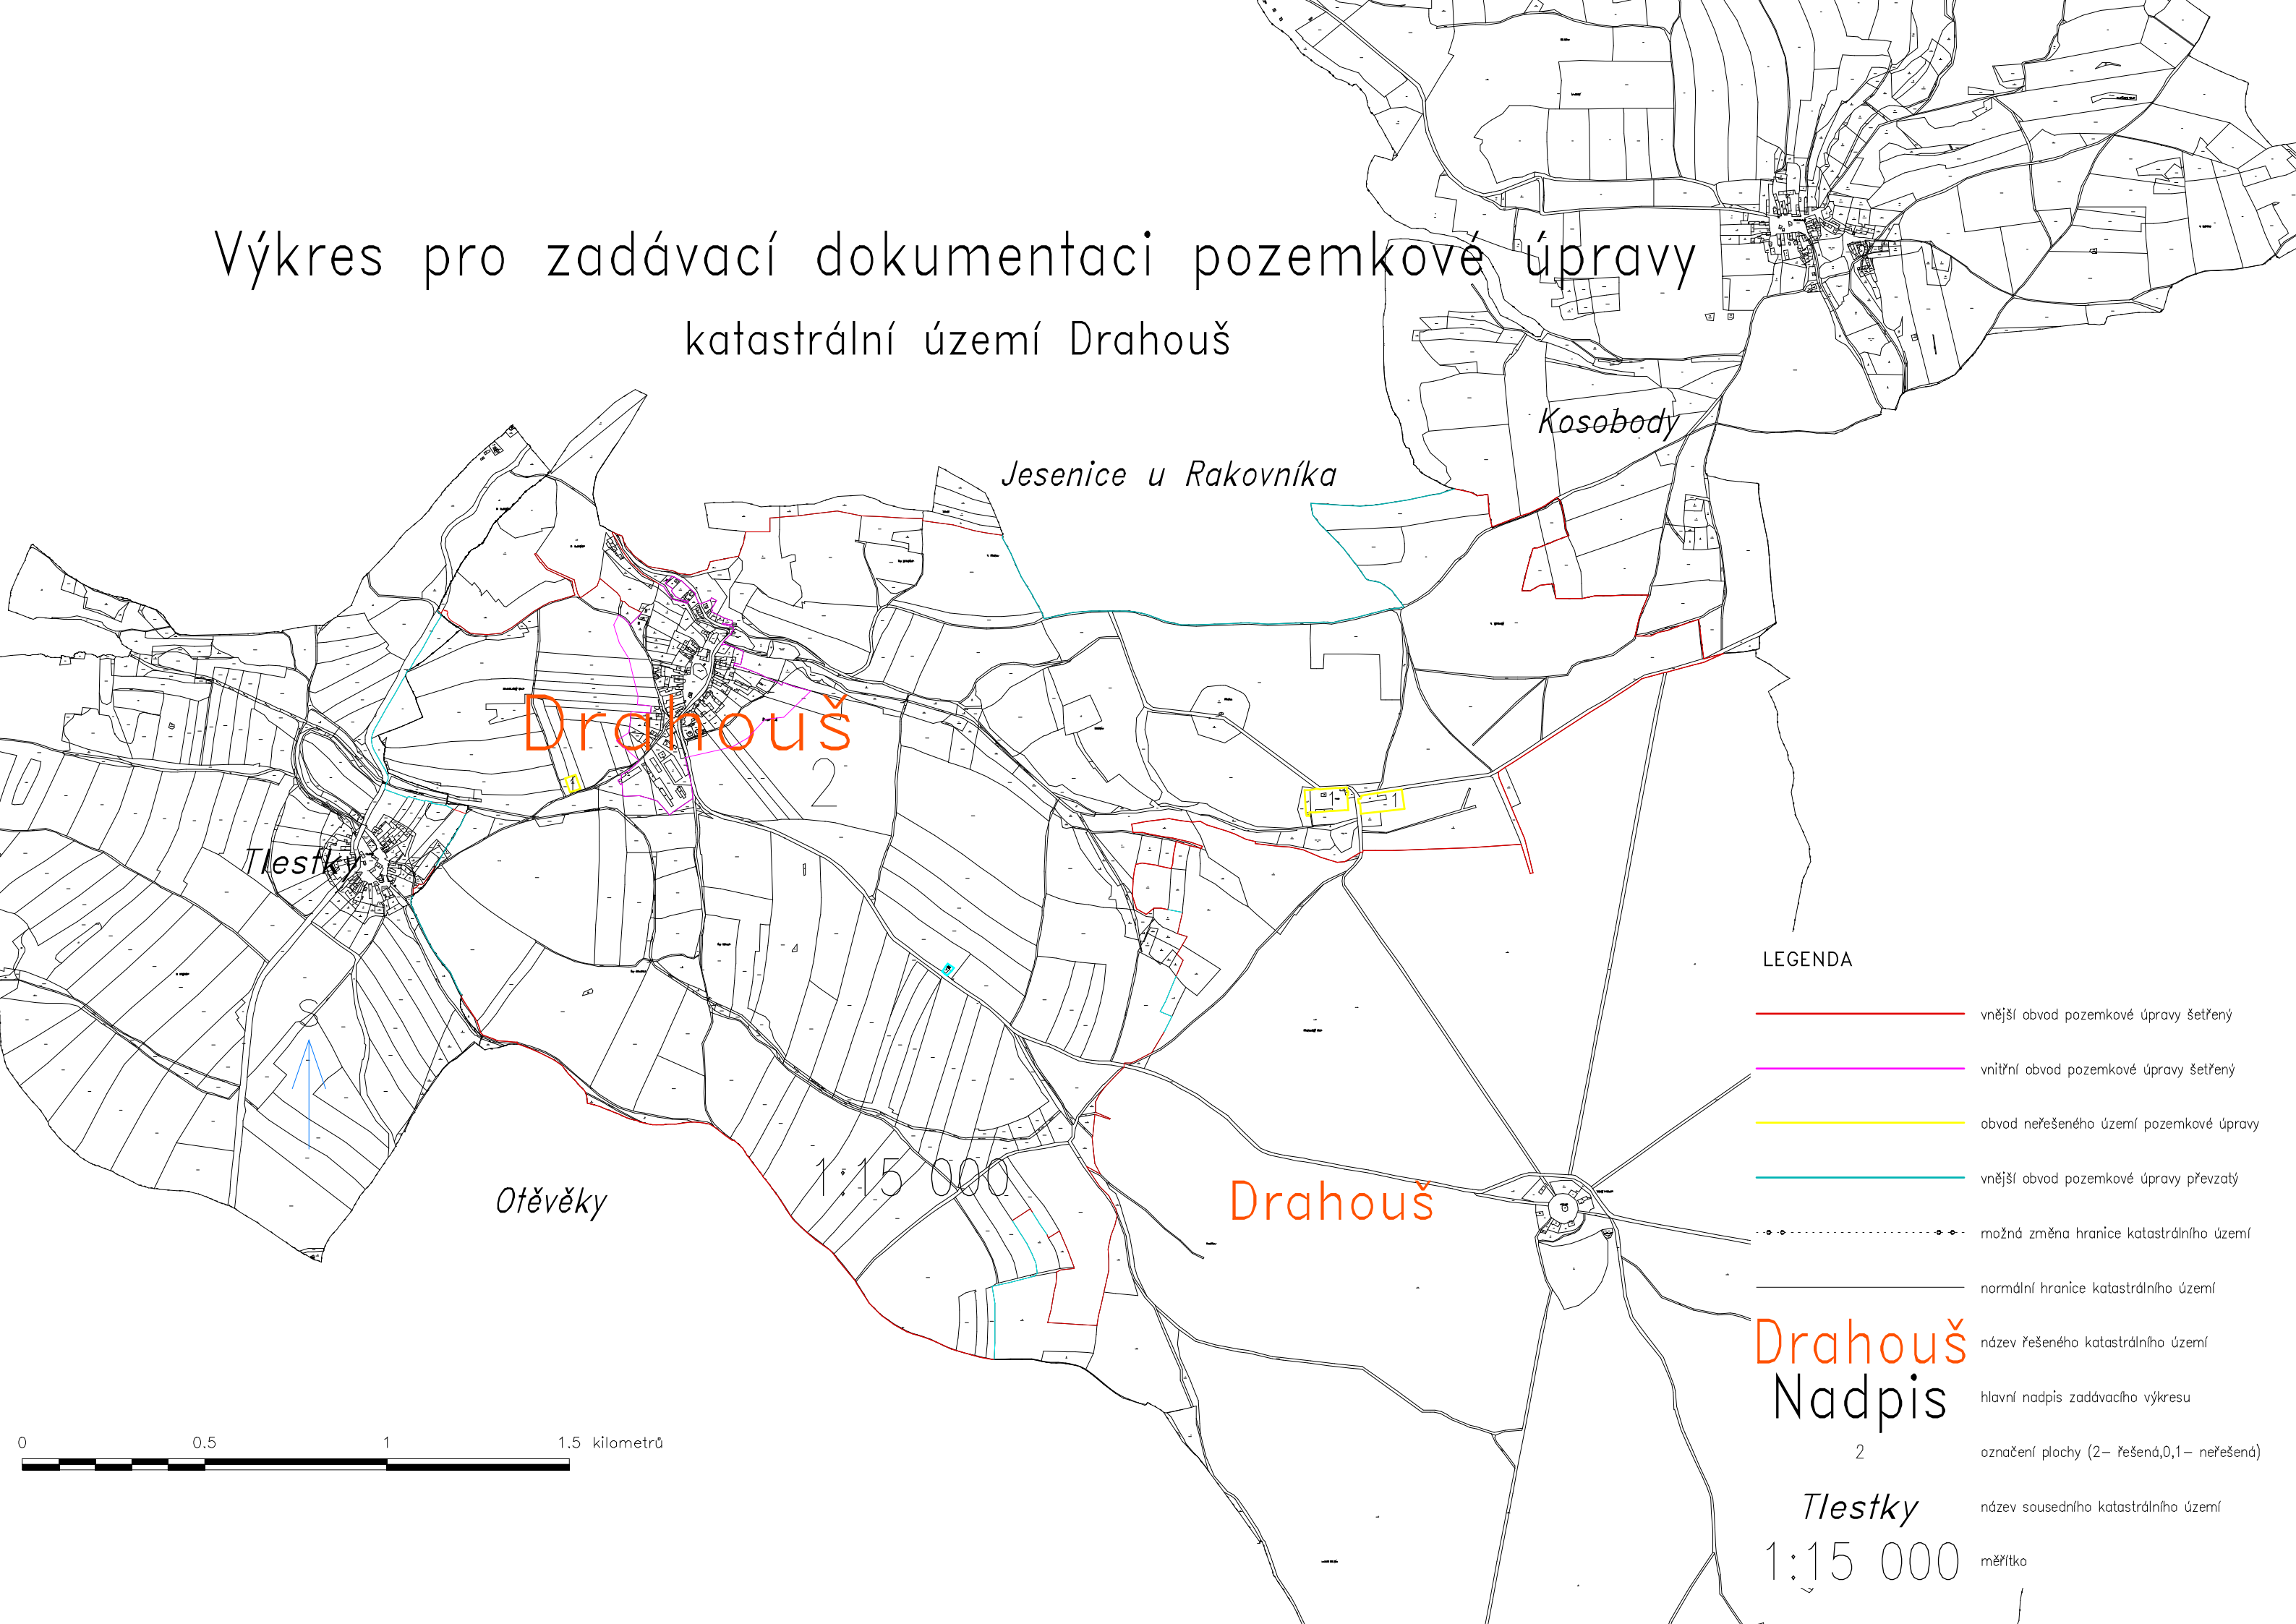 Výkres pro zadávací dokumentaci pozemkové úpravy
katastrální území Drahouš
Kosobody
Jesenice u Rakovníka
Drahouš
2
1
1
1
Tlestky
Otěvěky
1:15 000
Drahouš
0 0.5 1 1.5 kilometrů
LEGENDA
vnější obvod pozemkové úpravy šetřený
vnitřní obvod pozemkové úpravy šetřený
obvod neřešeného území pozemkové úpravy
vnější obvod pozemkové úpravy převzatý
možná změna hranice katastrálního území
normální hranice katastrálního území
Drahouš název řešeného katastrálního území
Nadpis hlavní nadpis zadávacího výkresu
2 označení plochy (2- řešená,0,1- neřešená)
Tlestky název sousedního katastrálního území
1:15 000 měřítko